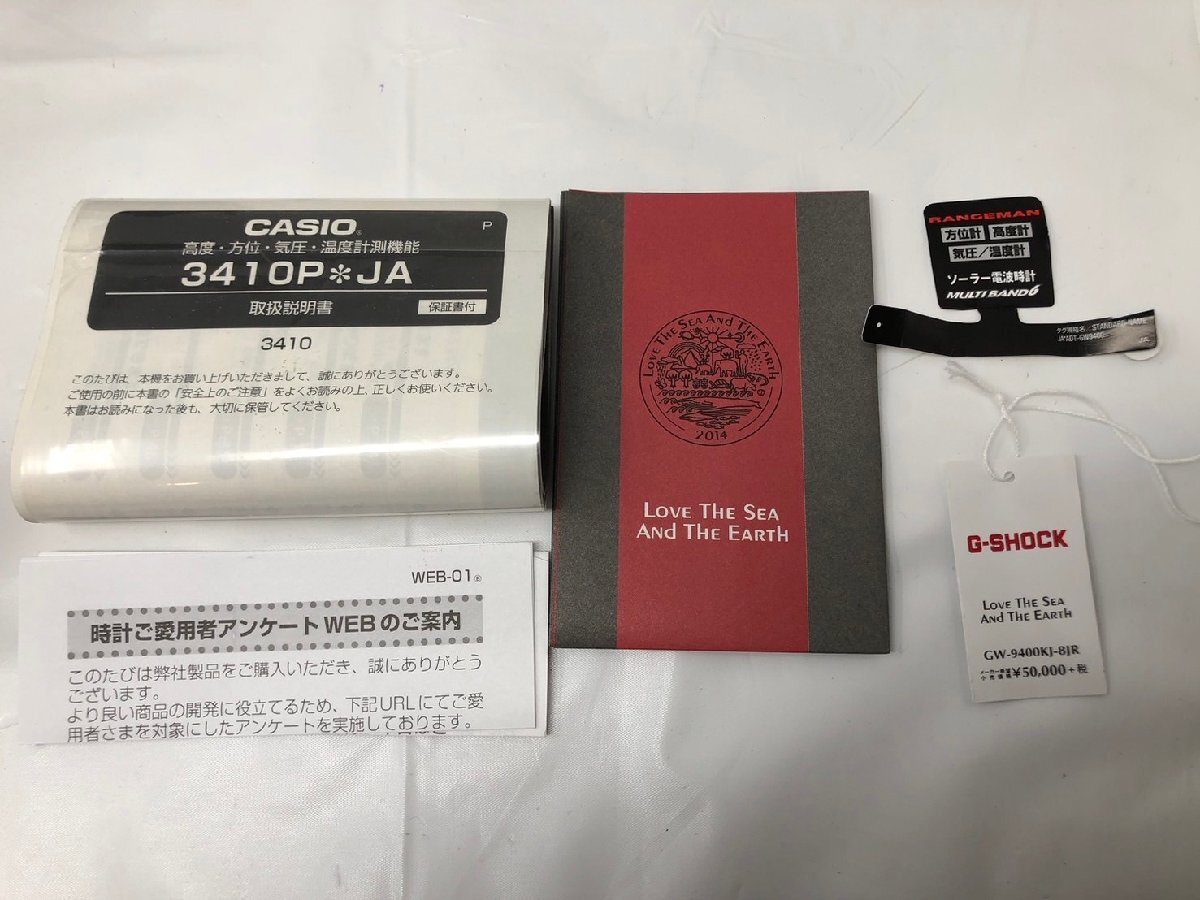 CASIO®
P
高度・方位・気圧・温度計測機能
3410P＊JA
取扱説明書
保証書付
3410
このたびは、本機をお買い上げいただきまして、誠にありがとうございます。
ご使用の前に本書の「安全上のご注意」をよくお読みの上、正しくお使いください。
本書はお読みになった後も、大切に保管してください。
WEB-01®
時計ご愛用者アンケートWEBのご案内
このたびは弊社製品をご購入いただき、誠にありがとう
ございます。
より良い商品の開発に役立てるため、下記URLにてご愛
用者さまを対象にしたアンケートを実施しております。
LOVE THE SEA AND THE EARTH
2014
LOVE THE SEA
AND THE EARTH
RANGEMAN
方位計 高度計
気圧／温度計
ソーラー電波時計
MULTI BAND 6
STANDARD-NAME
JA
G-SHOCK
LOVE THE SEA
AND THE EARTH
GW-9400KJ-8JR
メーカー希望
小売価格 ¥50,000+税